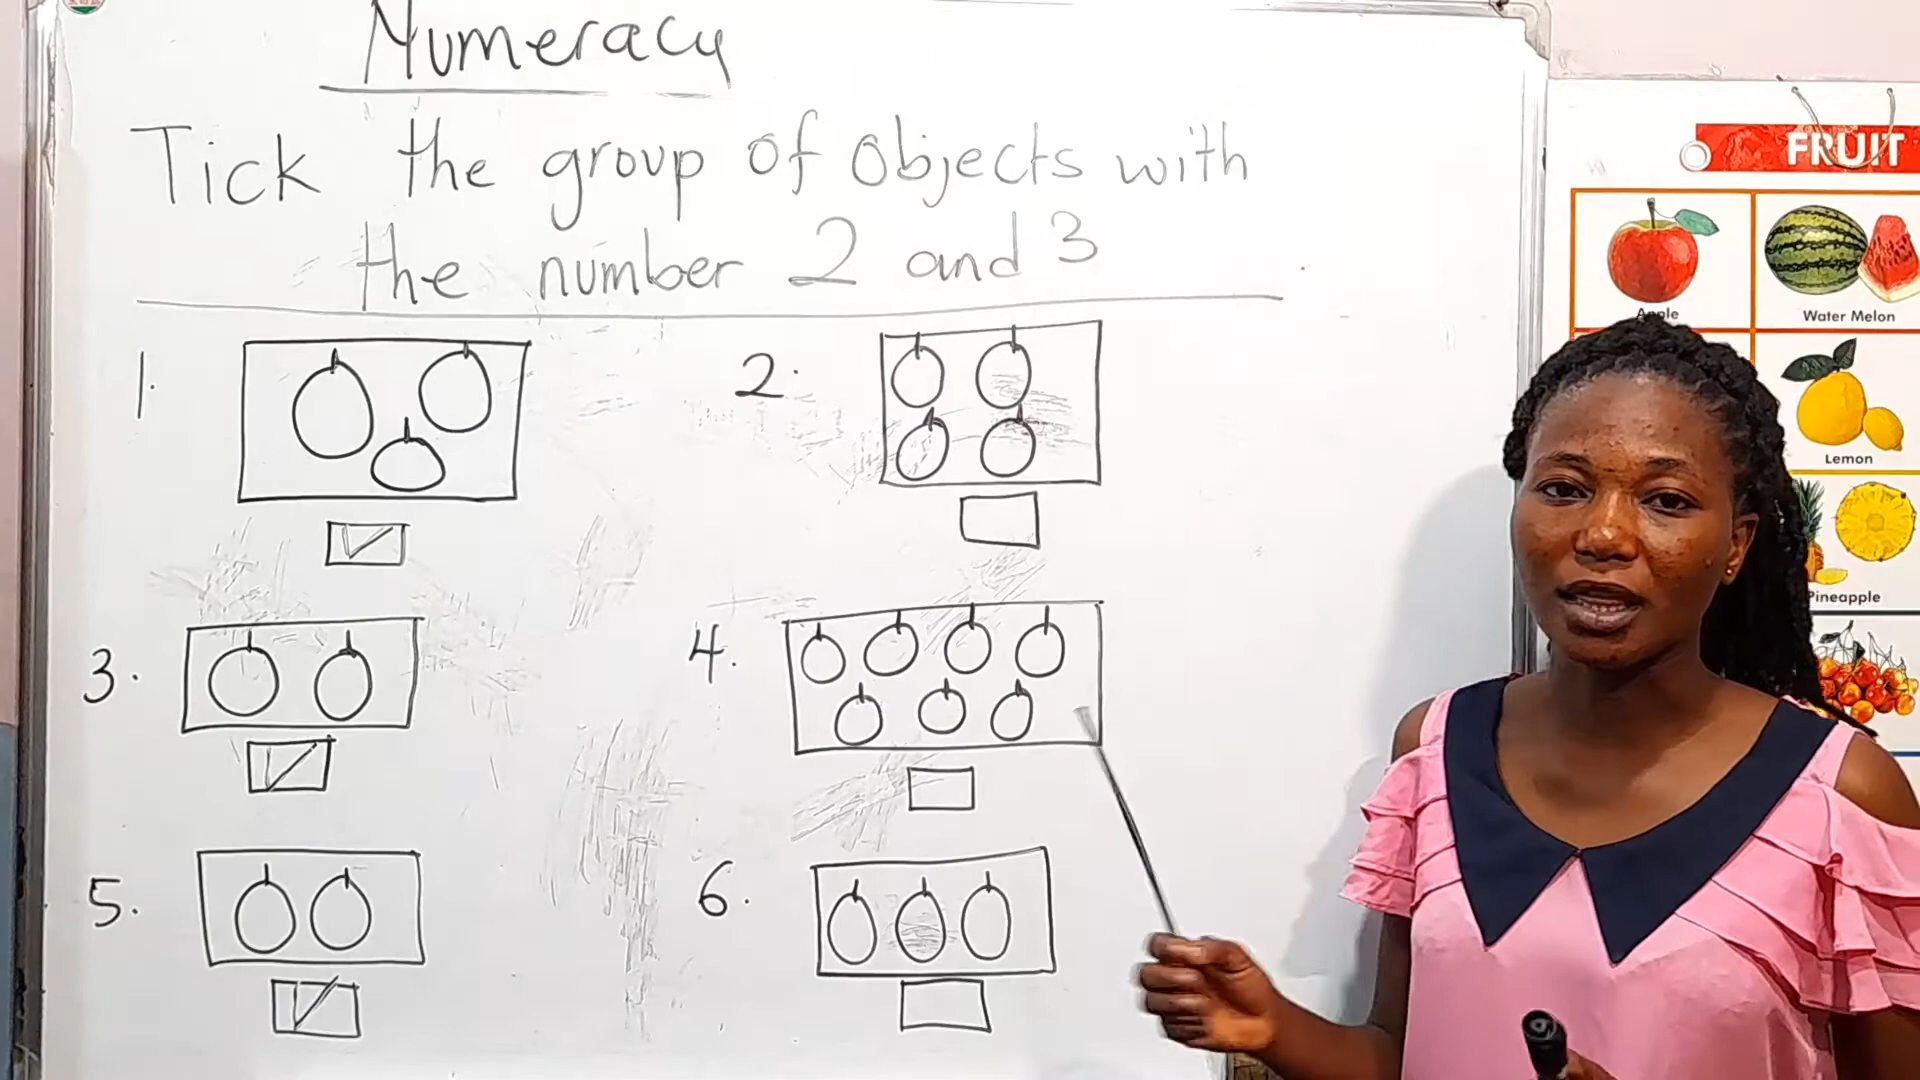 Numeracy
Tick the group of Objects with
the number 2 and 3
1.
2.
3.
4.
5.
6.
FRUIT
Apple
Water Melon
Lemon
Pineapple